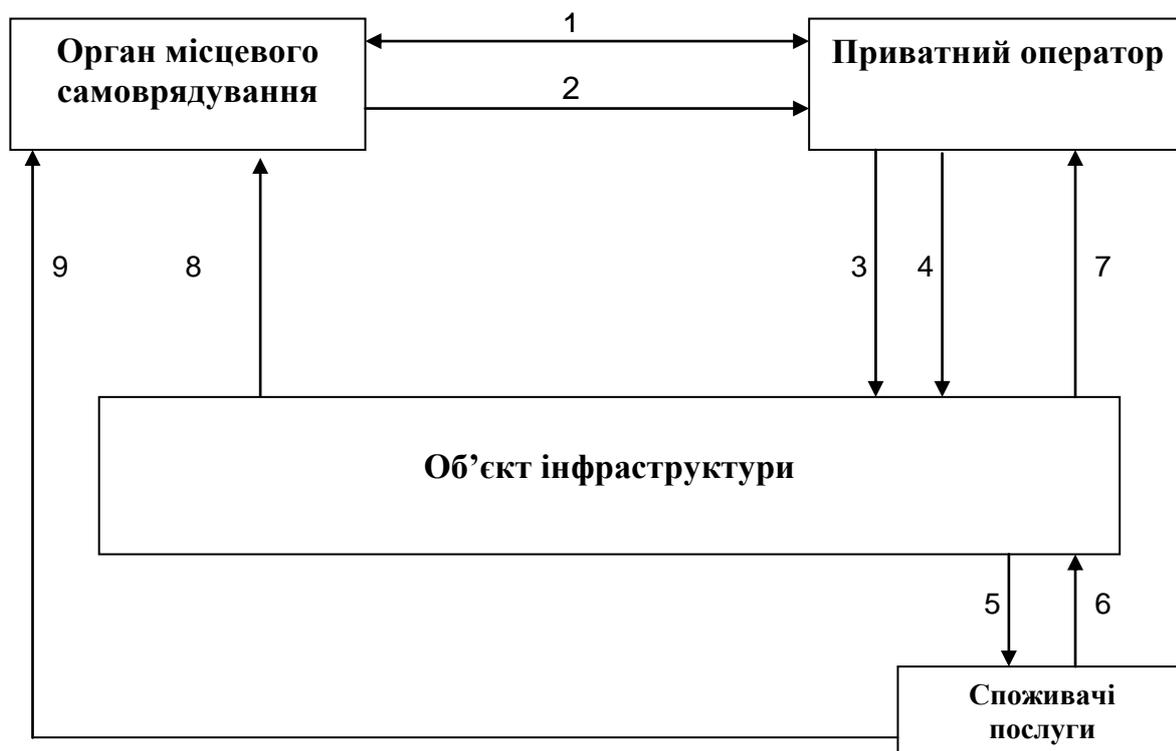 Орган місцевого
самоврядування
1
2
Приватний оператор
9
8
3
4
7
Об’єкт інфраструктури
5
6
Споживачі
послуги